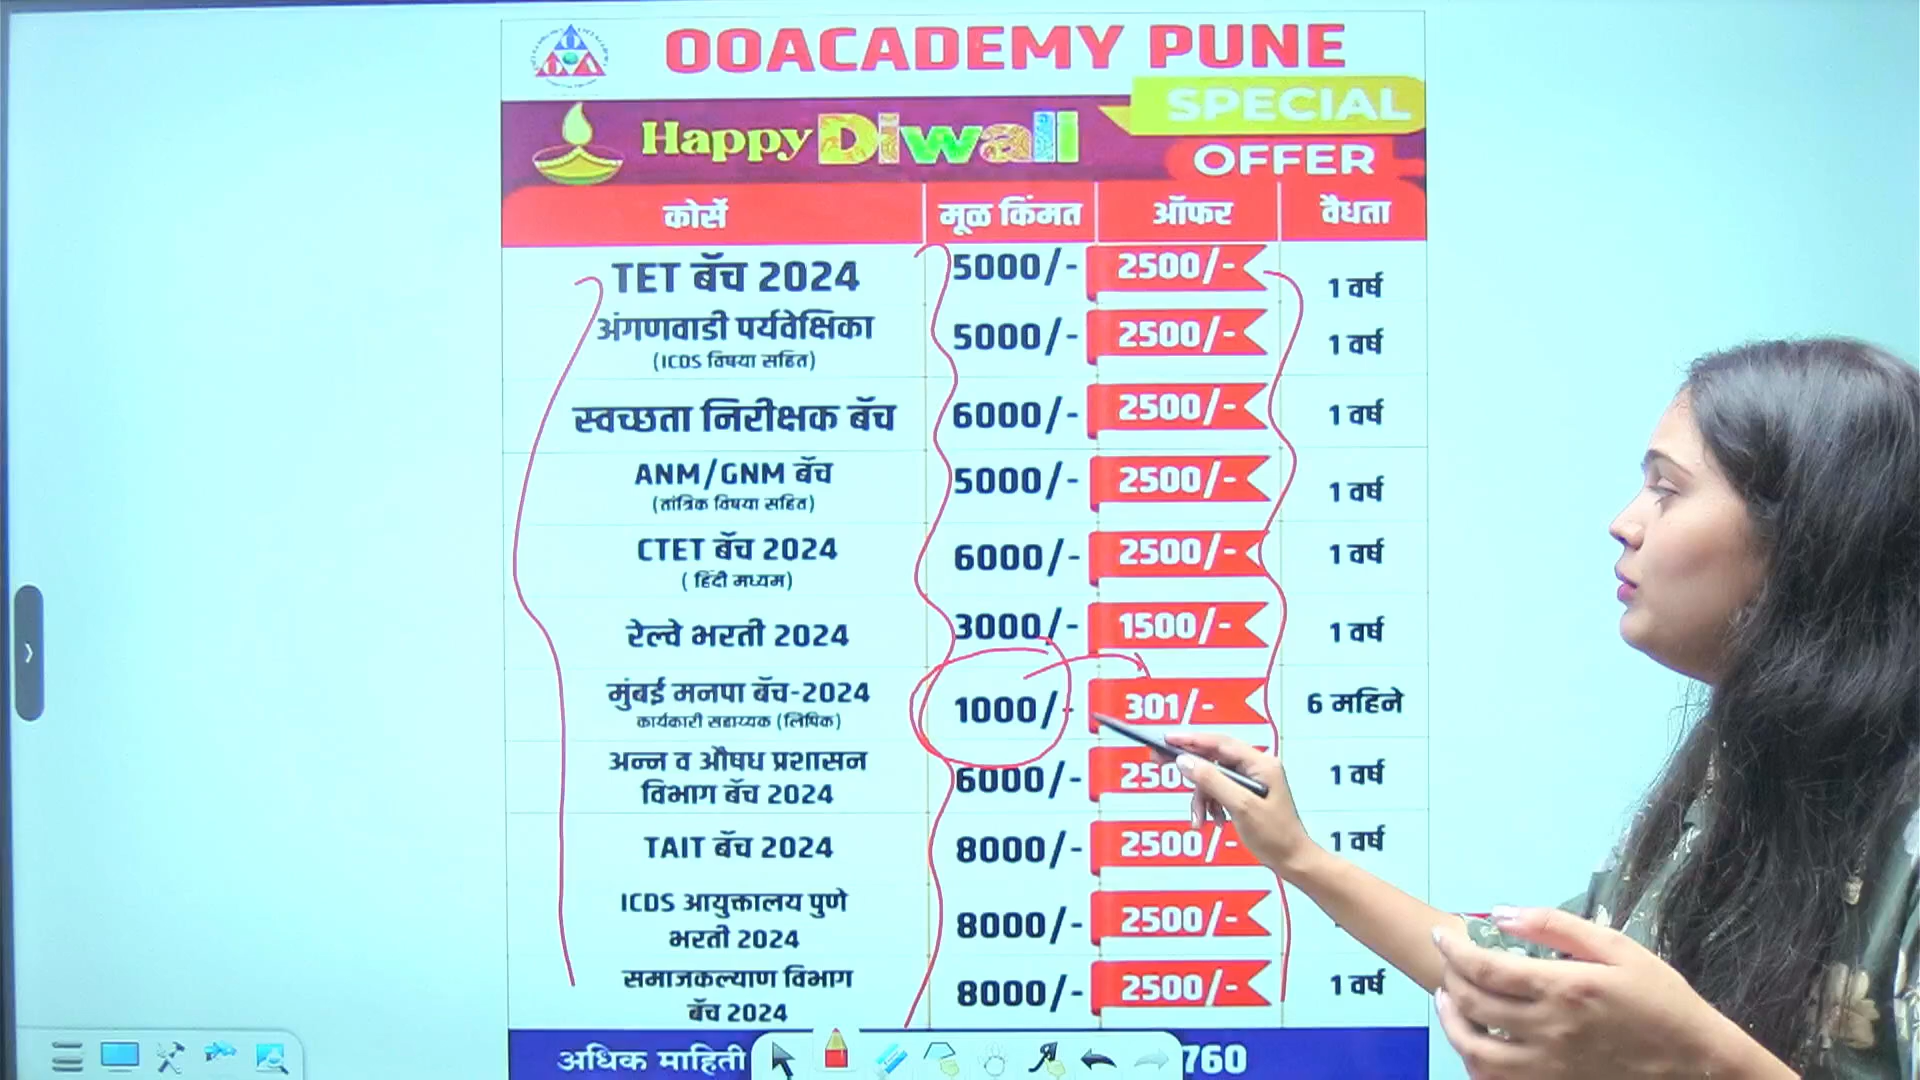 OOACADEMY PUNE
Happy Diwali
SPECIAL
OFFER
कोर्से मूळ किंमत ऑफर वैधता
TET बॅच 2024 5000/- 2500/- 1 वर्ष
अंगणवाडी पर्यवेक्षिका 5000/- 2500/- 1 वर्ष
(ICDS विषया सहित)
स्वच्छता निरीक्षक बॅच 6000/- 2500/- 1 वर्ष
ANM/GNM बॅच 5000/- 2500/- 1 वर्ष
(तांत्रिक विषया सहित)
CTET बॅच 2024 6000/- 2500/- 1 वर्ष
( हिंदी मध्यम)
रेल्वे भरती 2024 3000/- 1500/- 1 वर्ष
मुंबई मनपा बॅच-2024 1000/- 301/- 6 महिने
कार्यकारी सहाय्यक (लिपिक)
अन्न व औषध प्रशासन 6000/- 250 1 वर्ष
विभाग बॅच 2024
TAIT बॅच 2024 8000/- 2500/- 1 वर्ष
ICDS आयुक्तालय पुणे 8000/- 2500/-
भरती 2024
समाजकल्याण विभाग 8000/- 2500/- 1 वर्ष
बॅच 2024
अधिक माहिती 760